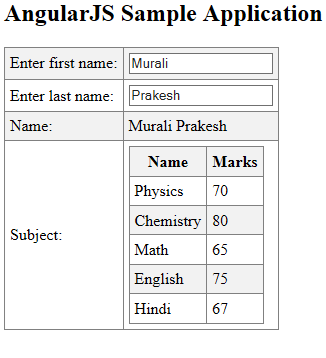 AngularJS Sample Application
Enter first name: Murali
Enter last name: Prakesh
Name: Murali Prakesh
Subject:
Name Marks
Physics 70
Chemistry 80
Math 65
English 75
Hindi 67